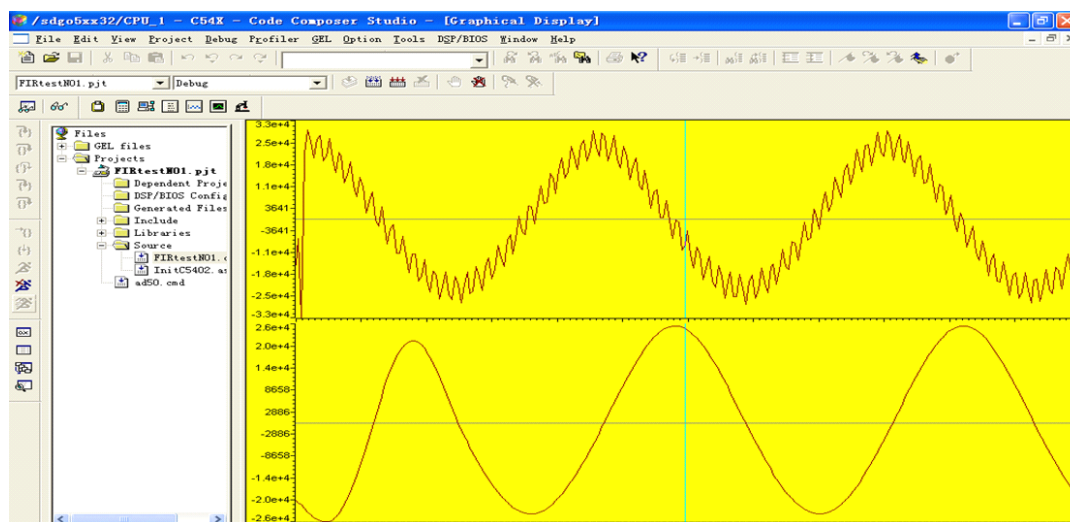 /sdgo5xx32/CPU_1 - C54X - Code Composer Studio - [Graphical Display]
File Edit View Project Debug Profiler GEL Option Tools DSP/BIOS Window Help
FIRtestNO1.pjt Debug
Files
GEL files
Projects
FIRtestNO1.pjt
Dependent Proje
DSP/BIOS Config
Generated Files
Include
Libraries
Source
FIRtestNO1.c
InitC5402.as
ad50.cmd
3.3e+4
2.5e+4
1.8e+4
1.1e+4
3641
-3641
-1.1e+4
-1.8e+4
-2.5e+4
-3.3e+4
2.6e+4
2.0e+4
1.4e+4
8658
2886
-2886
-8658
-1.4e+4
-2.0e+4
-2.6e+4